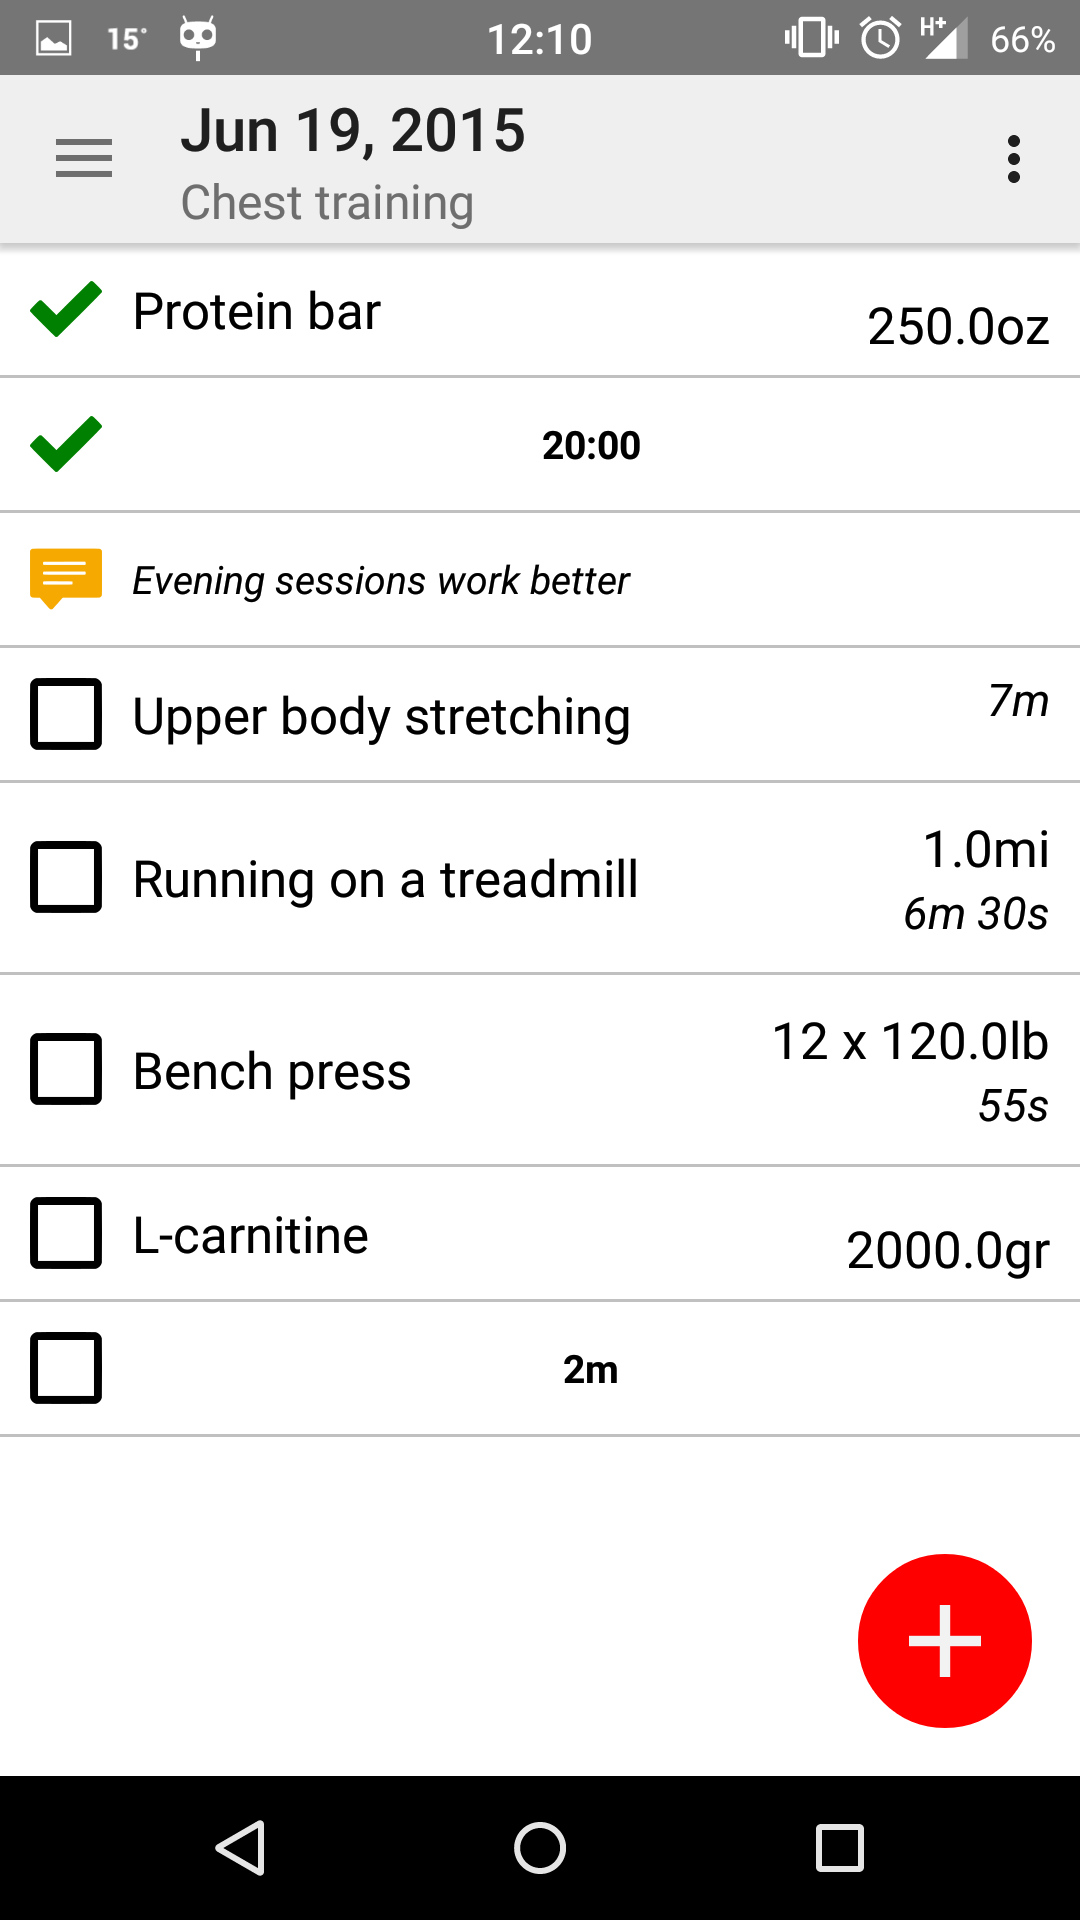 15°
12:10
H+
66%
Jun 19, 2015
Chest training
Protein bar
250.0oz
20:00
Evening sessions work better
Upper body stretching
7m
Running on a treadmill
1.0mi
6m 30s
Bench press
12 x 120.0lb
55s
L-carnitine
2000.0gr
2m